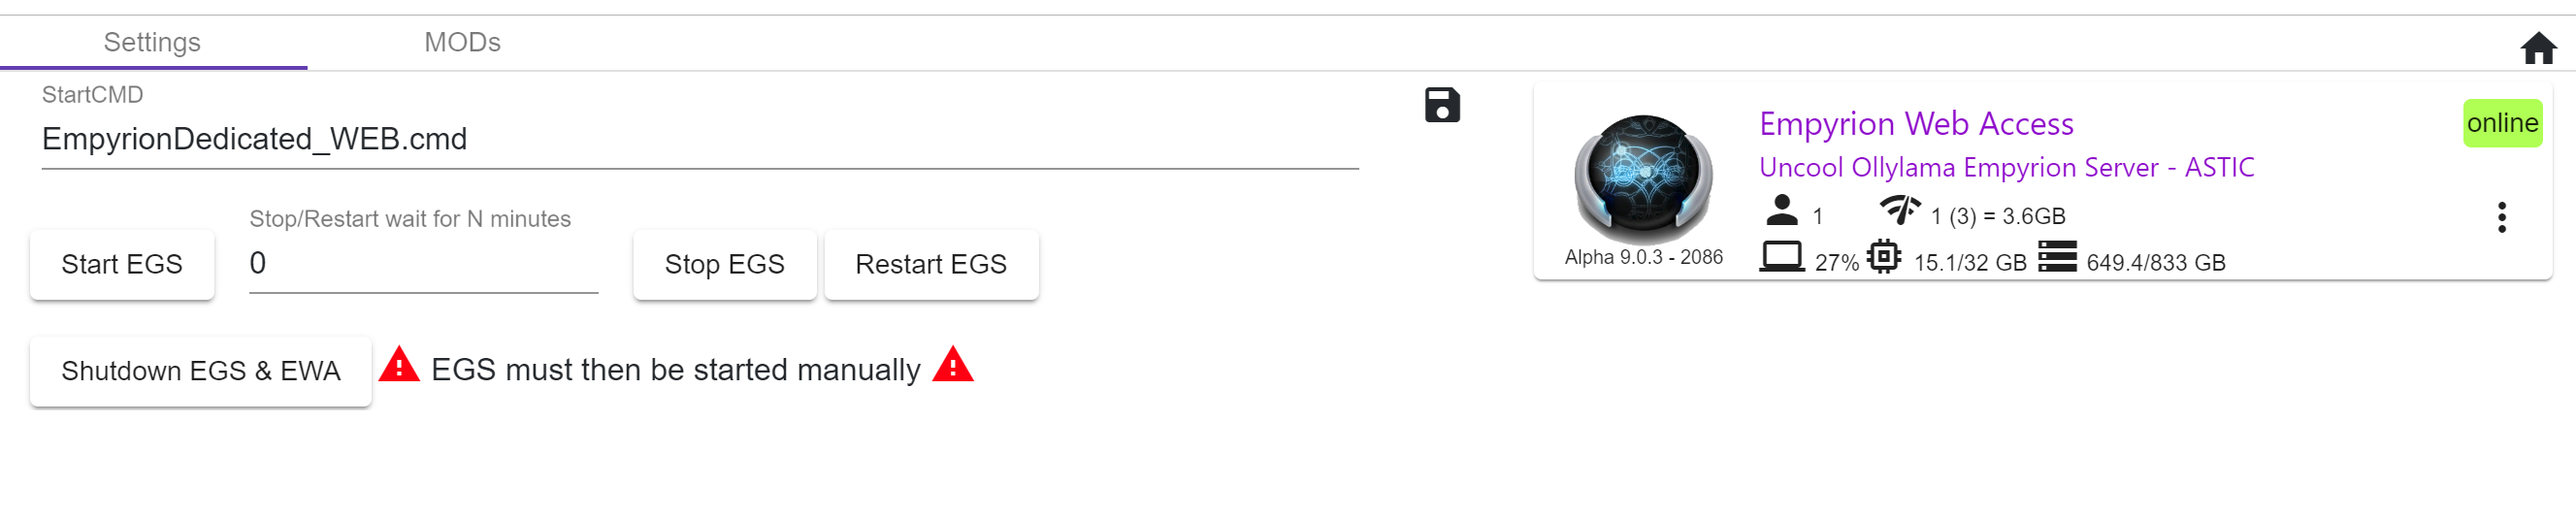 Settings
MODs
StartCMD
EmpyrionDedicated_WEB.cmd
Start EGS
Stop/Restart wait for N minutes
0
Stop EGS
Restart EGS
Shutdown EGS & EWA
EGS must then be started manually
Empyrion Web Access
online
Uncool Ollylama Empyrion Server - ASTIC
1
1 (3) = 3.6GB
Alpha 9.0.3 - 2086
27%
15.1/32 GB
649.4/833 GB